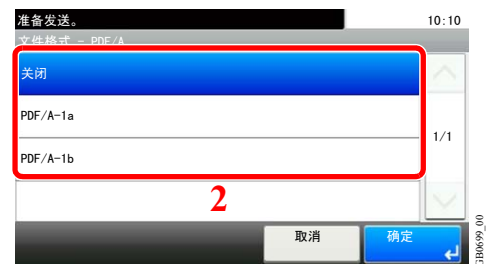 准备发送。 10:10
文件格式 - PDF/A
关闭
PDF/A-1a
1/1
PDF/A-1b
2
取消 确定
GB0699_00